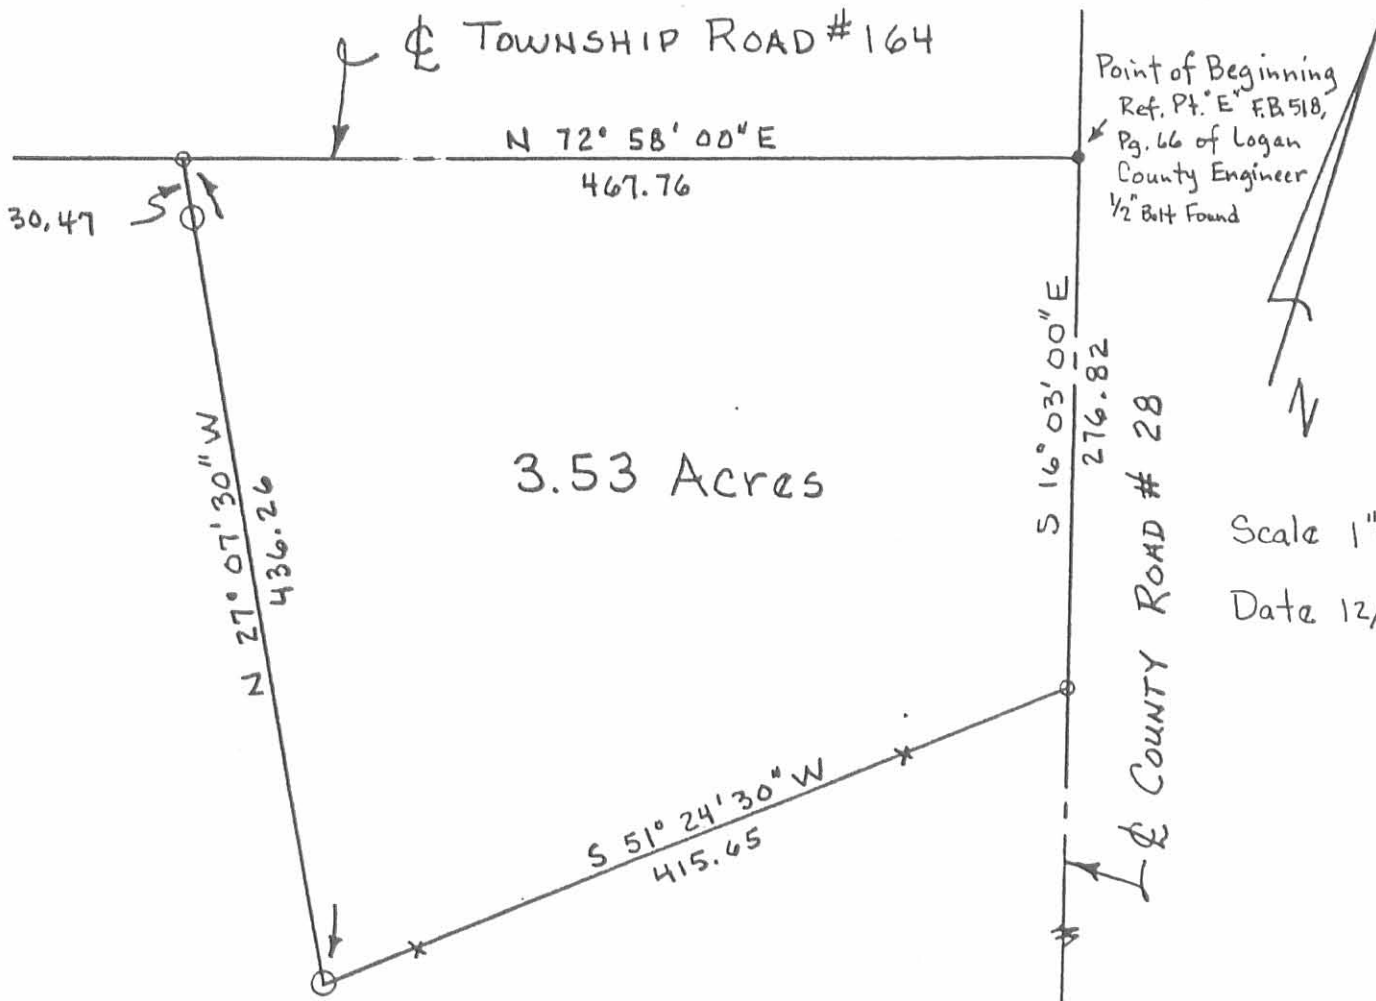 ℄ TOWNSHIP ROAD #164
Point of Beginning
Ref. Pt. "E" F.B. 518,
Pg. 66 of Logan
County Engineer
1/2" Bolt Found
N 72° 58' 00" E
467.76
30.47
S 16° 03' 00" E
276.82
N
N 27° 07' 30" W
436.26
3.53 Acres
℄ COUNTY ROAD # 28
Scale 1"
Date 12/
S 51° 24' 30" W
415.65